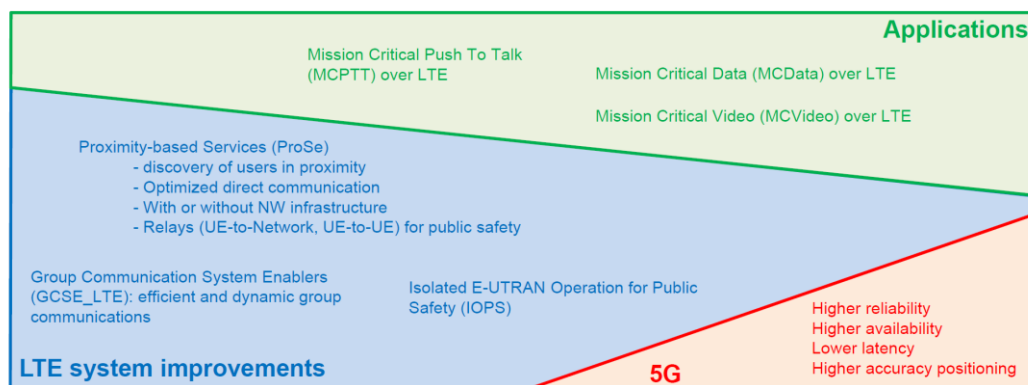 Applications
Mission Critical Push To Talk
(MCPTT) over LTE
Mission Critical Data (MCData) over LTE
Mission Critical Video (MCVideo) over LTE
Proximity-based Services (ProSe)
- discovery of users in proximity
- Optimized direct communication
- With or without NW infrastructure
- Relays (UE-to-Network, UE-to-UE) for public safety
Group Communication System Enablers
(GCSE_LTE): efficient and dynamic group
communications
Isolated E-UTRAN Operation for Public
Safety (IOPS)
LTE system improvements
Higher reliability
Higher availability
Lower latency
Higher accuracy positioning
5G